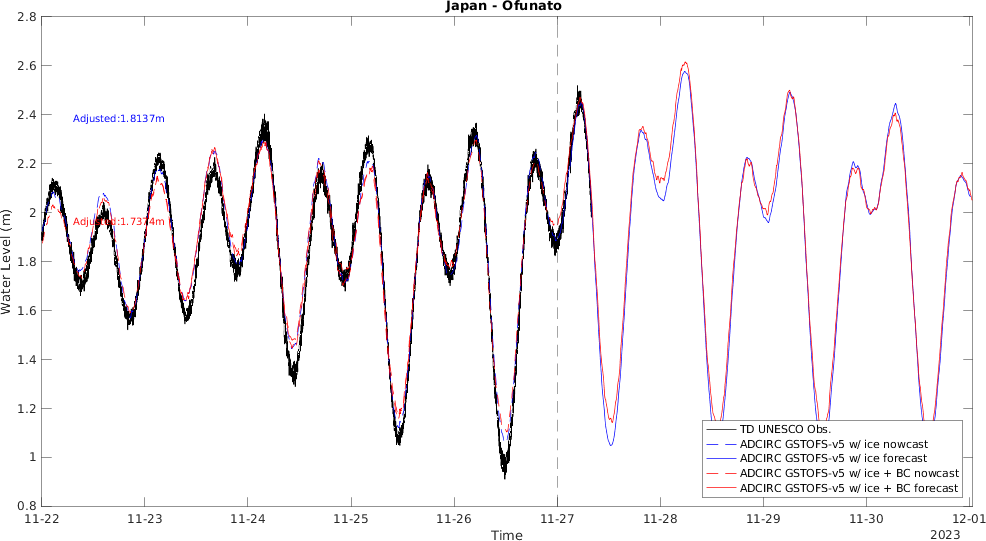 Japan - Ofunato
2.8
2.6
2.4
2.2
2
1.8
1.6
1.4
1.2
1
0.8
Water Level (m)
Adjusted:1.8137m
Adjusted:1.7374m
TD UNESCO Obs.
ADCIRC GSTOFS-v5 w/ ice nowcast
ADCIRC GSTOFS-v5 w/ ice forecast
ADCIRC GSTOFS-v5 w/ ice + BC nowcast
ADCIRC GSTOFS-v5 w/ ice + BC forecast
11-22 11-23 11-24 11-25 11-26 11-27 11-28 11-29 11-30 12-01
Time
2023